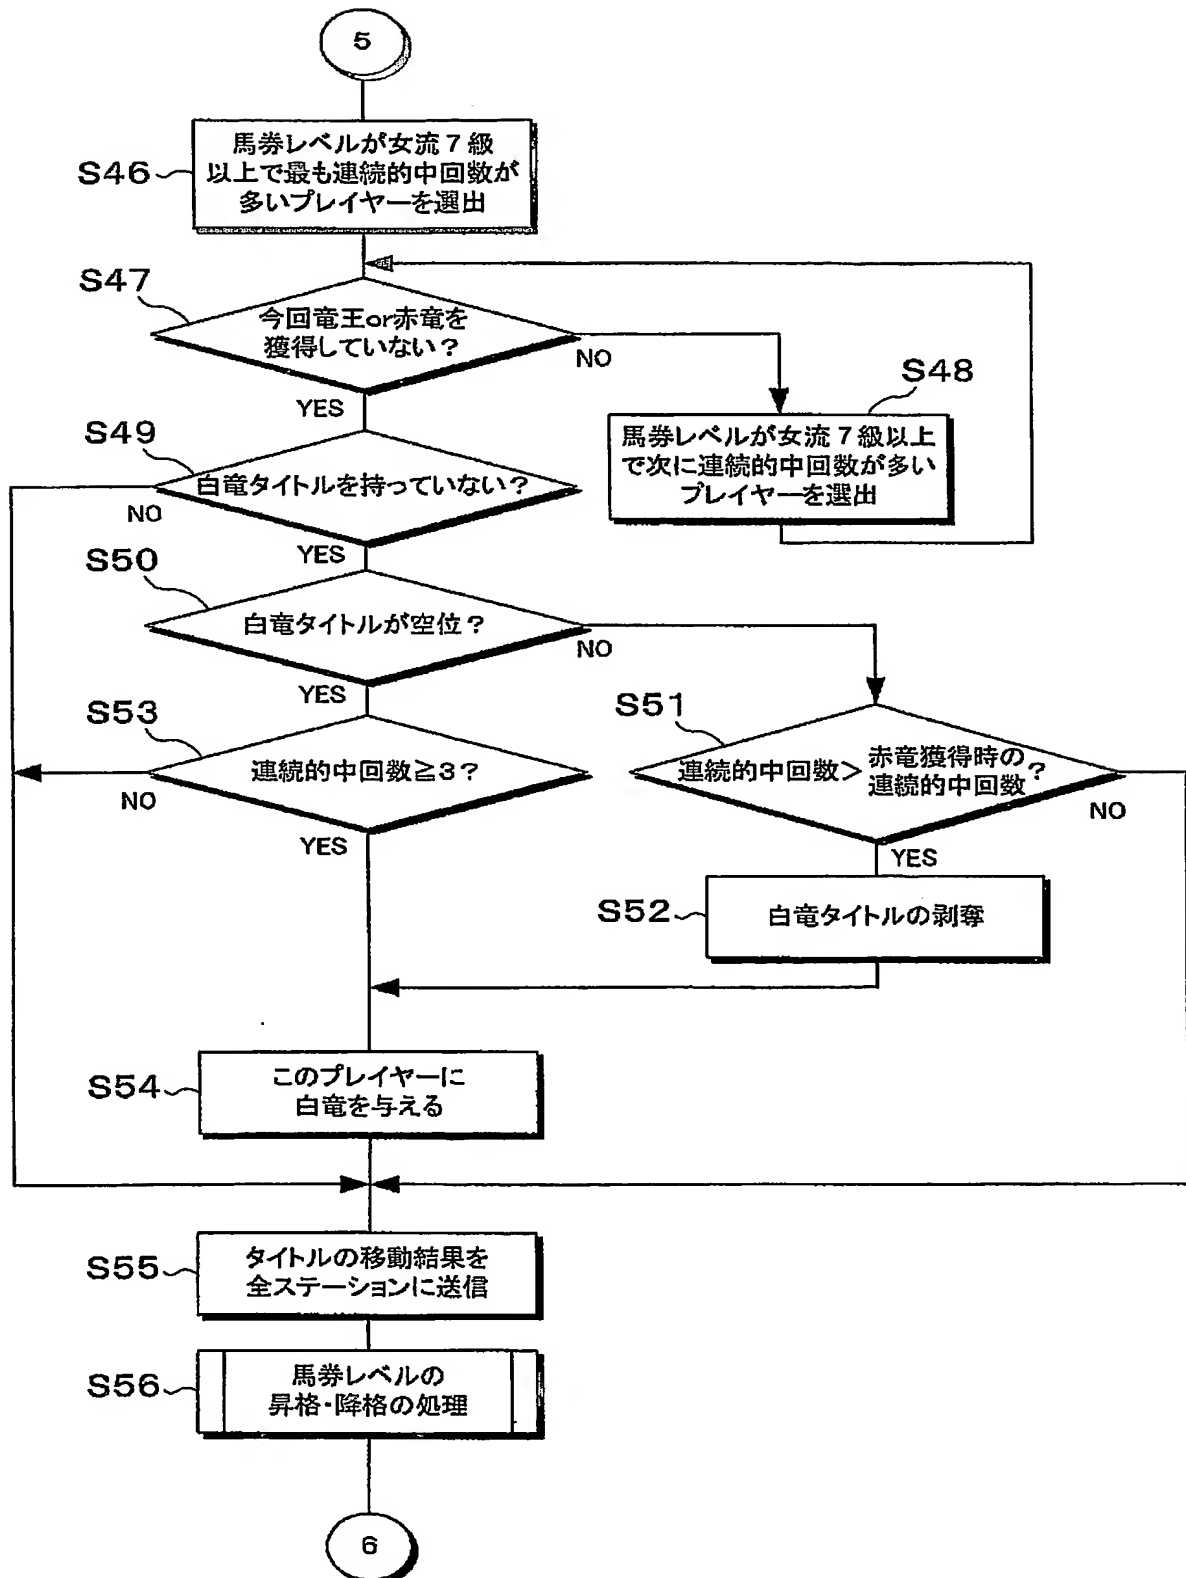 5
S46
馬券レベルが女流7級
以上で最も連続的中回数が
多いプレイヤーを選出
S47
今回竜王or赤竜を
獲得していない?
NO
YES
S48
馬券レベルが女流7級以上
で次に連続的中回数が多い
プレイヤーを選出
S49
白竜タイトルを持っていない?
NO
YES
S50
白竜タイトルが空位?
NO
YES
S51
連続的中回数>赤竜獲得時の
連続的中回数?
NO
YES
S52
白竜タイトルの剥奪
S53
連続的中回数≧3?
NO
YES
S54
このプレイヤーに
白竜を与える
S55
タイトルの移動結果を
全ステーションに送信
S56
馬券レベルの
昇格・降格の処理
6